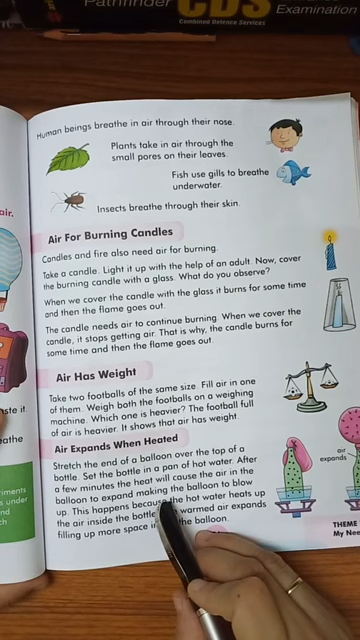 Pathfinder CDS Examination
Combined Defence Services
Human beings breathe in air through their nose.
Plants take in air through the
small pores on their leaves.
Fish use gills to breathe
underwater.
Insects breathe through their skin.
air.
Air For Burning Candles
Candles and fire also need air for burning.
Take a candle. Light it up with the help of an adult. Now, cover
the burning candle with a glass. What do you observe?
When we cover the candle with the glass it burns for some time
and then the flame goes out.
The candle needs air to continue burning. When we cover the
candle, it stops getting air. That is why, the candle burns for
some time and then the flame goes out.
Air Has Weight
Take two footballs of the same size. Fill air in one
of them. Weigh both the footballs on a weighing
machine. Which one is heavier? The football full
of air is heavier. It shows that air has weight.
Air Expands When Heated
Stretch the end of a balloon over the top of a
bottle. Set the bottle in a pan of hot water. After
a few minutes the heat will cause the air in the
balloon to expand making the balloon to blow
up. This happens because the hot water heats up
the air inside the bottle warmed air expands
filling up more space the balloon.
air
expands
THEME
My Nee